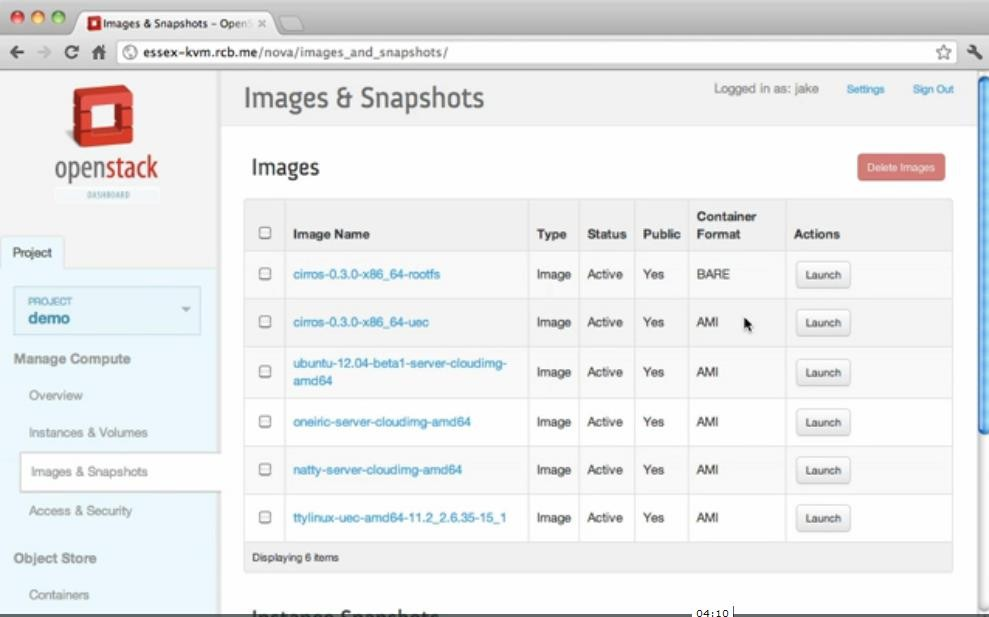 Images & Snapshots - Open
essex-kvm.rcb.me/nova/images_and_snapshots/
openstack
DASHBOARD
Images & Snapshots
Logged in as: jake
Settings
Sign Out
Project
PROJECT
demo
Manage Compute
Overview
Instances & Volumes
Images & Snapshots
Access & Security
Object Store
Containers
Images
Delete Images
Image Name Type Status Public Container Format Actions
cirros-0.3.0-x86_64-rootfs Image Active Yes BARE Launch
cirros-0.3.0-x86_64-uec Image Active Yes AMI Launch
ubuntu-12.04-beta1-server-cloudimg-
amd64 Image Active Yes AMI Launch
oneiric-server-cloudimg-amd64 Image Active Yes AMI Launch
natty-server-cloudimg-amd64 Image Active Yes AMI Launch
ttylinux-uec-amd64-11.2_2.6.35-15_1 Image Active Yes AMI Launch
Displaying 6 items
Instance Snapshots
04:10